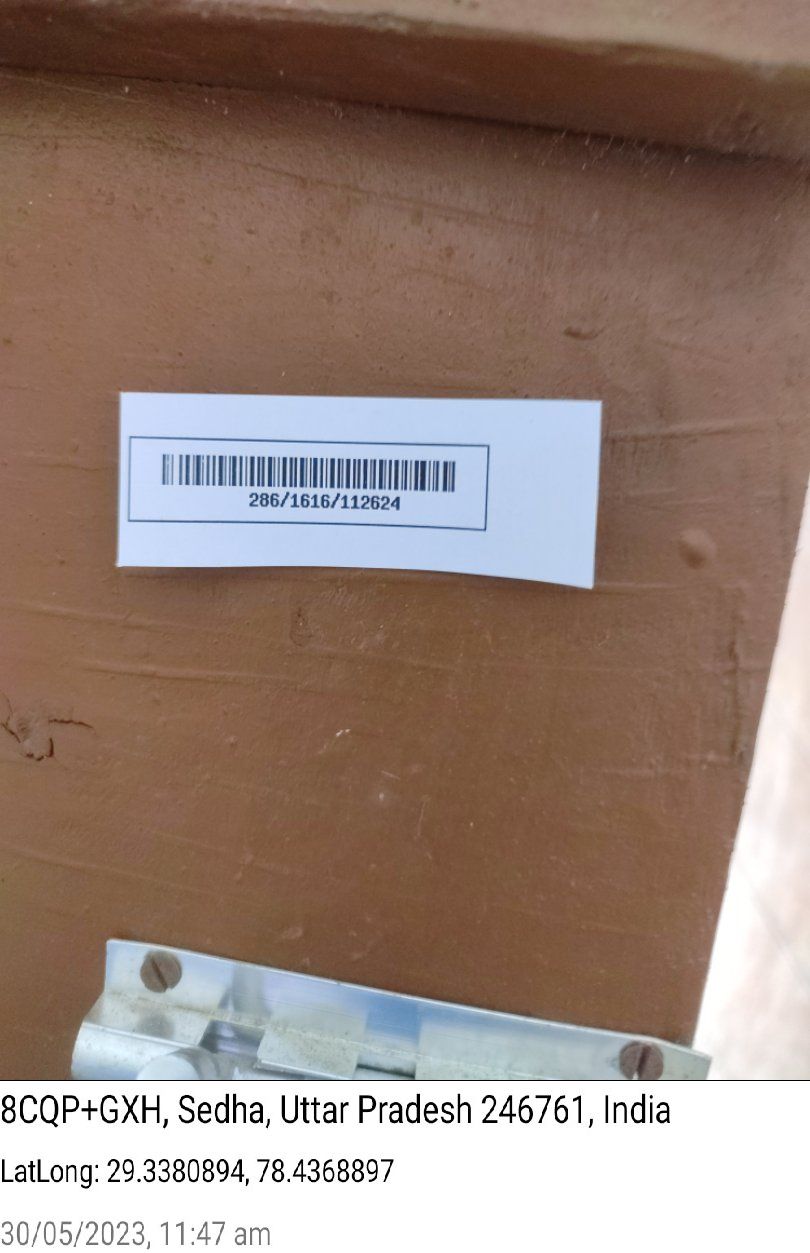 286/1616/112624
8CQP+GXH, Sedha, Uttar Pradesh 246761, India
LatLong: 29.3380894, 78.4368897
30/05/2023, 11:47 am